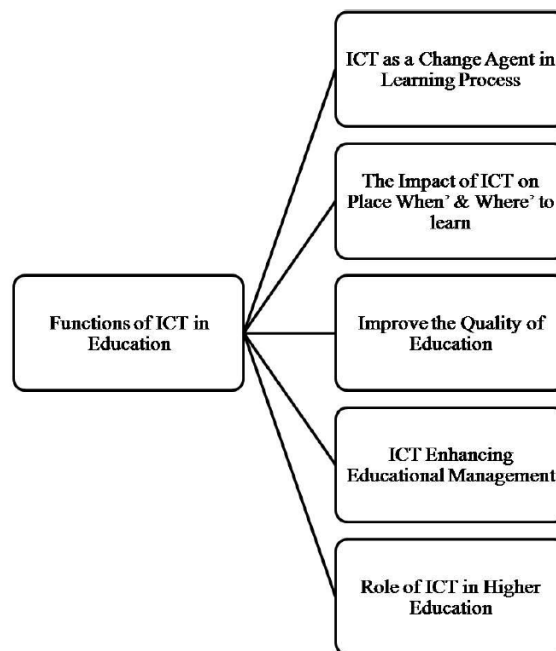 ICT as a Change Agent in
Learning Process
The Impact of ICT on
Place When’ & Where’ to
learn
Functions of ICT in
Education
Improve the Quality of
Education
ICT Enhancing
Educational Management
Role of ICT in Higher
Education